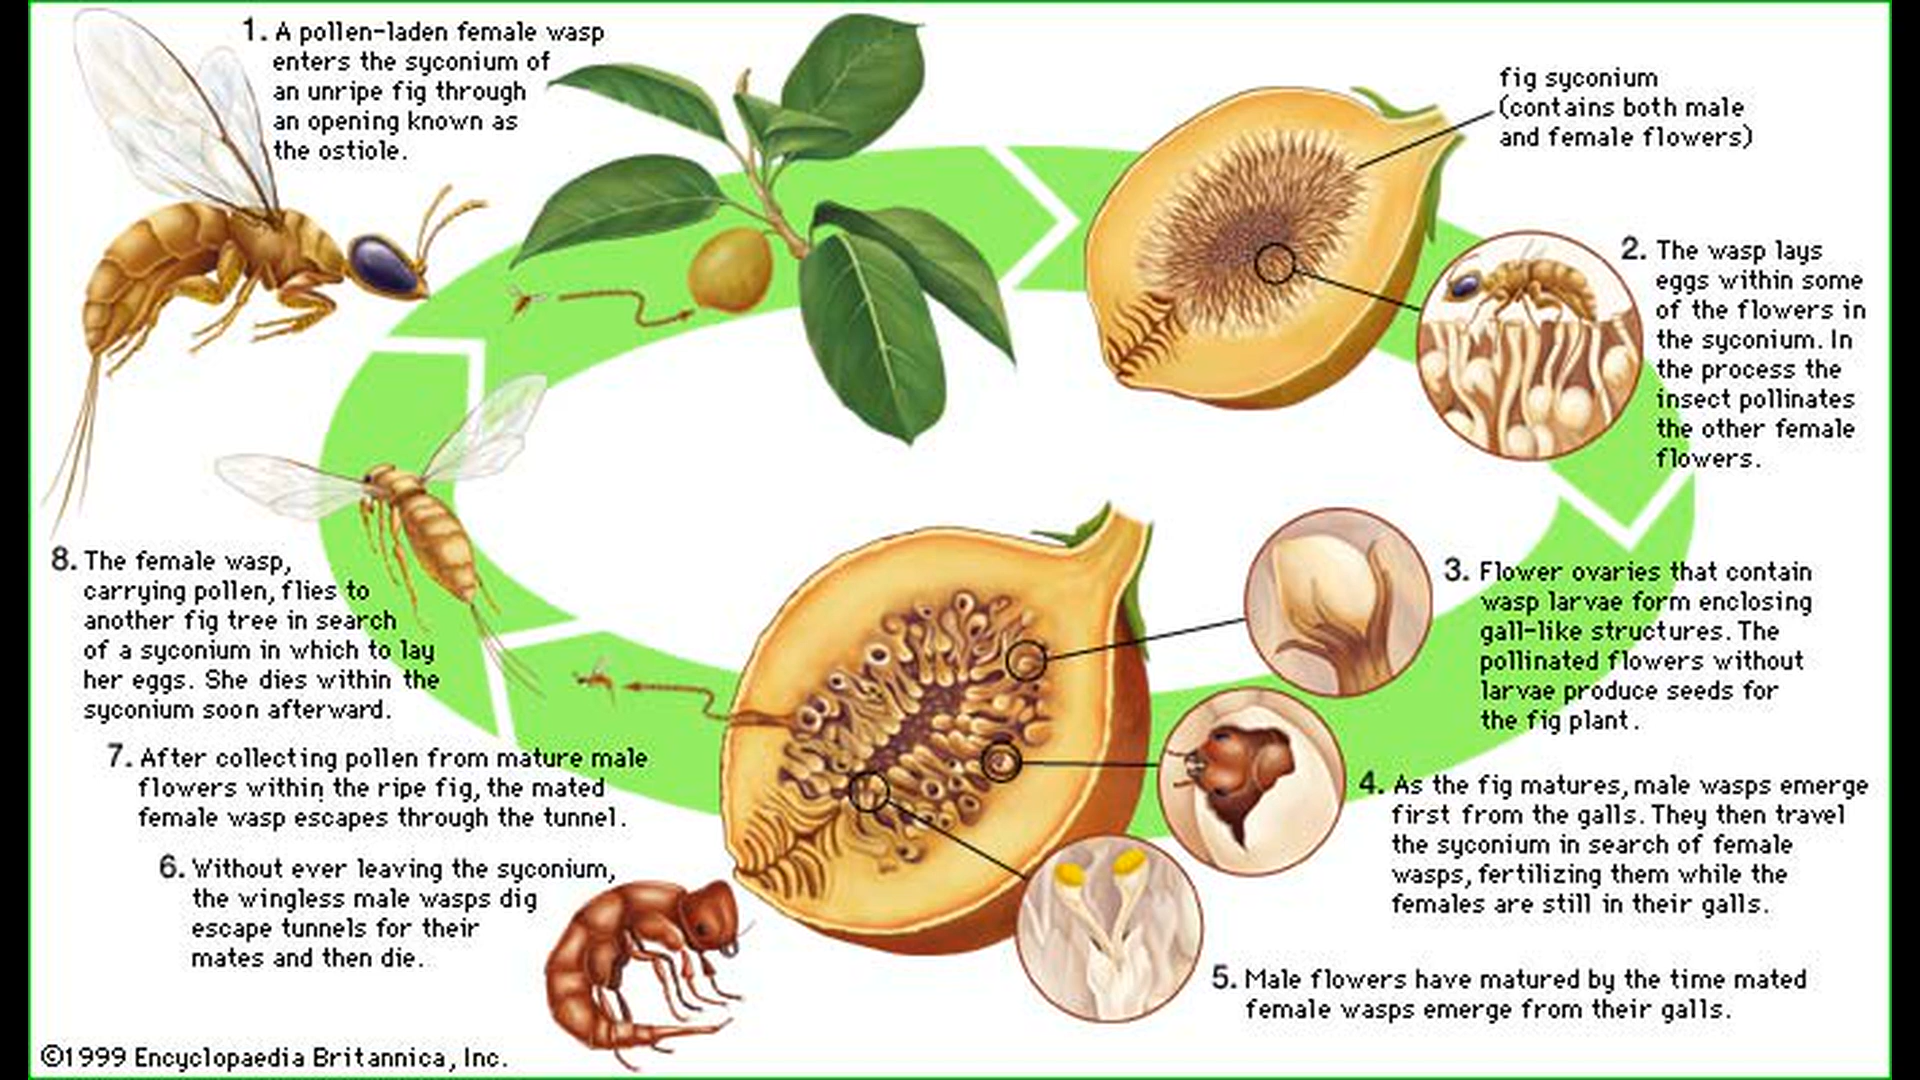 1. A pollen-laden female wasp
enters the syconium of
an unripe fig through
an opening known as
the ostiole.
fig syconium
(contains both male
and female flowers)
2. The wasp lays
eggs within some
of the flowers in
the syconium. In
the process the
insect pollinates
the other female
flowers.
3. Flower ovaries that contain
wasp larvae form enclosing
gall-like structures. The
pollinated flowers without
larvae produce seeds for
the fig plant.
4. As the fig matures, male wasps emerge
first from the galls. They then travel
the syconium in search of female
wasps, fertilizing them while the
females are still in their galls.
5. Male flowers have matured by the time mated
female wasps emerge from their galls.
6. Without ever leaving the syconium,
the wingless male wasps dig
escape tunnels for their
mates and then die.
7. After collecting pollen from mature male
flowers within the ripe fig, the mated
female wasp escapes through the tunnel.
8. The female wasp,
carrying pollen, flies to
another fig tree in search
of a syconium in which to lay
her eggs. She dies within the
syconium soon afterward.
©1999 Encyclopaedia Britannica, Inc.